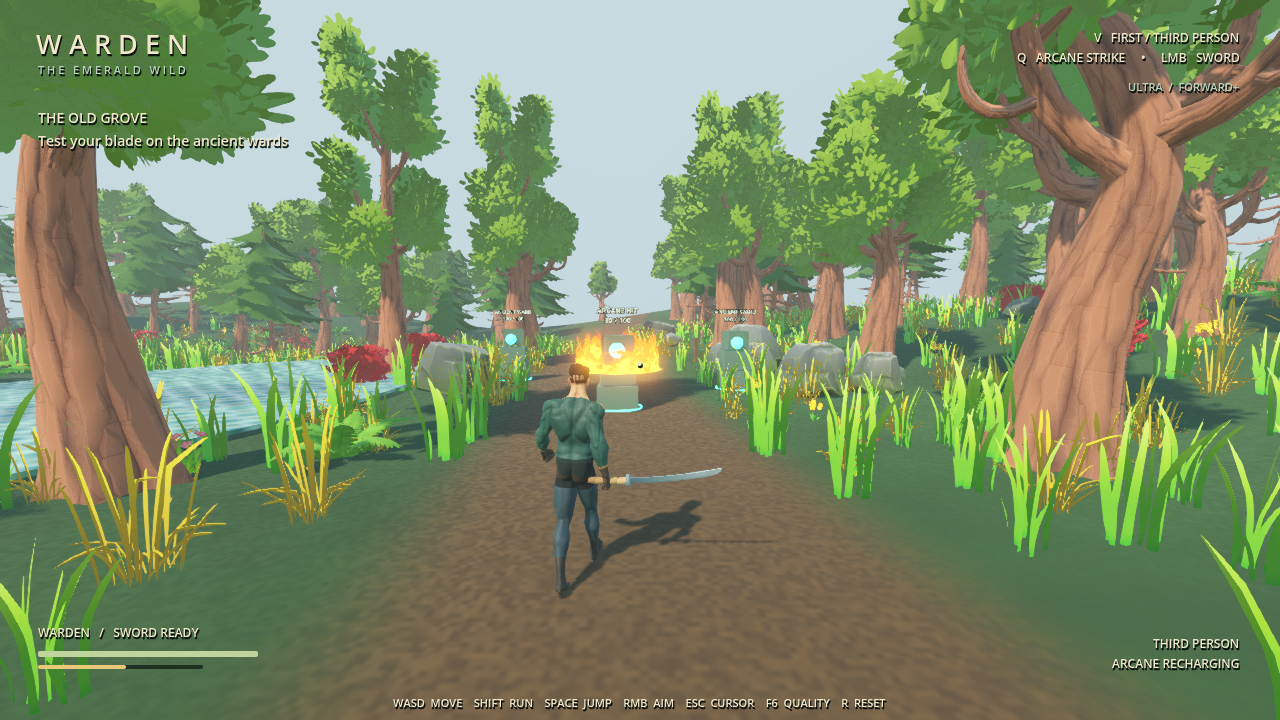 WARDEN
THE EMERALD WILD
THE OLD GROVE
Test your blade on the ancient wards
V FIRST / THIRD PERSON
Q ARCANE STRIKE • LMB SWORD
ULTRA / FORWARD+
WARDEN / SWORD READY
THIRD PERSON
ARCANE RECHARGING
WASD MOVE SHIFT RUN SPACE JUMP RMB AIM ESC CURSOR F6 QUALITY R RESET